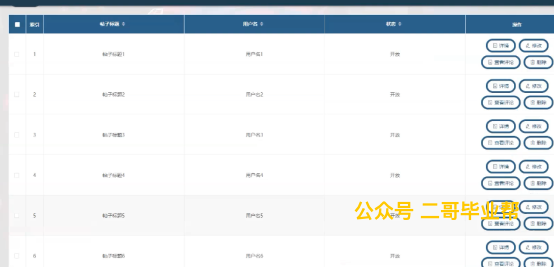 索引 帖子标题 用户名 状态 操作
1 帖子标题1 用户名1 开放 详情 修改
查看评论 删除
2 帖子标题2 用户名2 开放 详情 修改
查看评论 删除
3 帖子标题3 用户名3 开放 详情 修改
查看评论 删除
4 帖子标题4 用户名4 开放 详情 修改
查看评论 删除
5 帖子标题5 用户名5 开放 修改
公众号 二哥毕业帮
查看评论 删除
6 帖子标题6 用户名6 开放 详情 修改
查看评论 删除